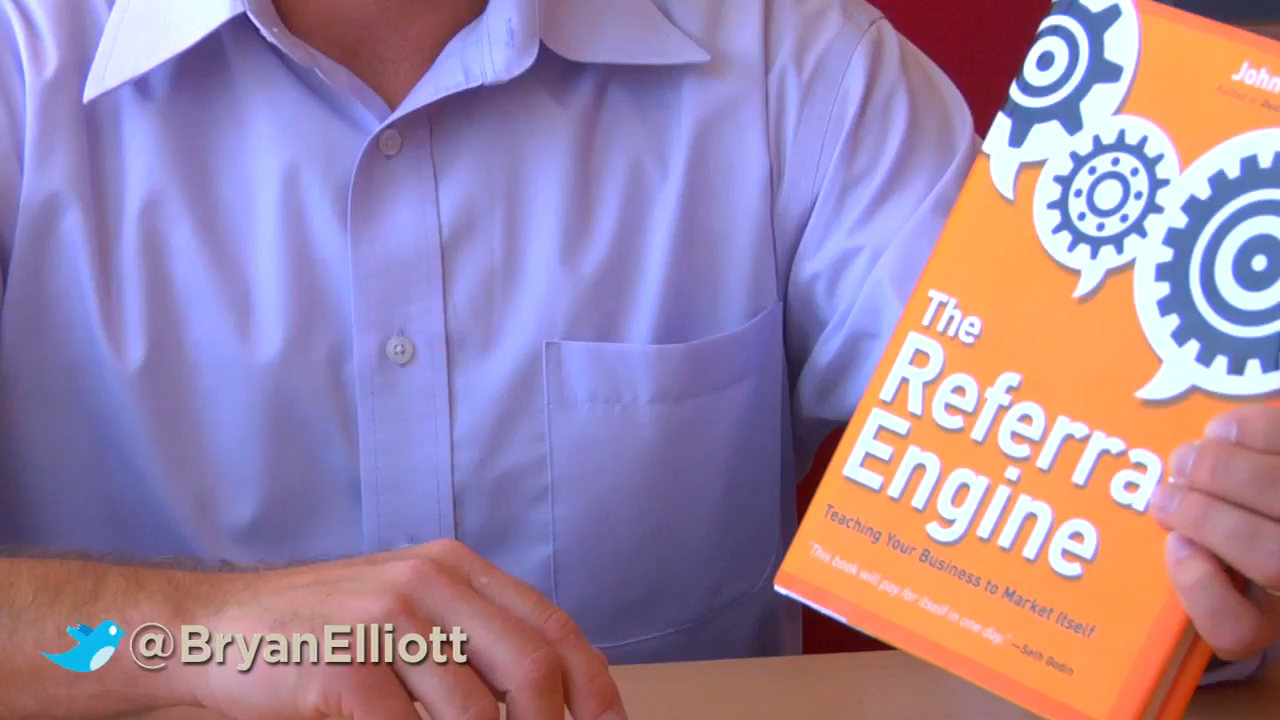 John
The
Referra
Engine
Teaching Your Business to Market Itself
"This book will pay for itself in one day." —Seth Godin
@BryanElliott